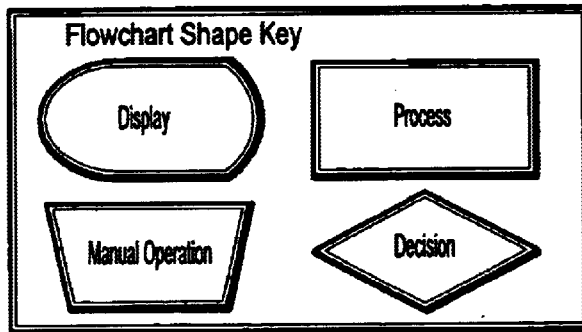 Flowchart Shape Key
Display
Process
Manual Operation
Decision